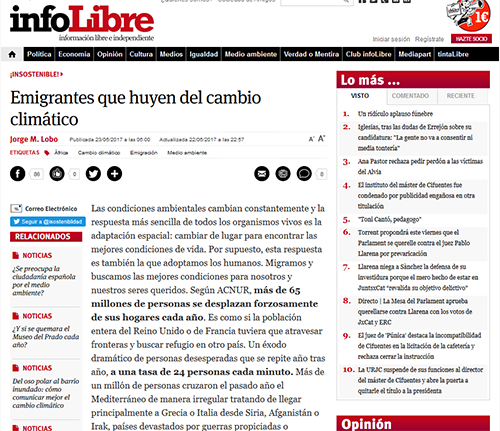 infoLibre
información libre e independiente
1€
Iniciar sesión Regístrate HAZTE SOCIO
Política Economía Opinión Cultura Medios Igualdad Medio ambiente Verdad o Mentira Club infoLibre Mediapart tintaLibre
¡INSOSTENIBLE!
Emigrantes que huyen del cambio
climático
Jorge M. Lobo Publicada 23/06/2017 a las 06:00 Actualizada 22/06/2017 a las 22:57 A A
ETIQUETAS África Cambio climático Emigración Medio ambiente
Correo Electrónico
Seguir a @isostenbildad
RELACIONADOS
NOTICIAS
¿Se preocupa la
ciudadanía española
por el medio
ambiente?
NOTICIAS
¿Y si se quemara el
Museo del Prado cada
año?
NOTICIAS
Del oso polar al barrio
inundado: cómo
comunicar mejor el
cambio climático
NOTICIAS
Las condiciones ambientales cambian constantemente y la
respuesta más sencilla de todos los organismos vivos es la
adaptación espacial: cambiar de lugar para encontrar las
mejores condiciones de vida. Por supuesto, esta respuesta
es también la que adoptamos los humanos. Migramos y
buscamos las mejores condiciones para nosotros y
nuestros seres queridos. Según ACNUR, más de 65
millones de personas se desplazan forzosamente
de sus hogares cada año. Es como si la población
entera del Reino Unido o de Francia tuviera que atravesar
fronteras y buscar refugio en otro país. Un éxodo
dramático de personas desesperadas que se repite año tras
año, a una tasa de 24 personas cada minuto. Más de
un millón de personas cruzaron el pasado año el
Mediterráneo de manera irregular tratando de llegar
principalmente a Grecia o Italia desde Siria, Afganistán o
Irak, países devastados por guerras propiciadas o
Lo más ...
VISTO COMENTADO RECIENTE
1. Un ridículo aplauso fúnebre
2. Iglesias, tras las dudas de Errejón sobre su
candidatura: "La gente no va a consentir ni
media tontería"
3. Ana Pastor rechaza pedir perdón a las víctimas
del Alvia
4. El instituto del máster de Cifuentes fue
condenado por publicidad engañosa en otra
titulación
5. "Toni Cantó, pedagogo"
6. Torrent propondrá este viernes que el
Parlament se querelle contra el juez Pablo
Llarena por prevaricación
7. Llarena niega a Sànchez la defensa de su
investidura porque el mero hecho de estar en
JuntsxCat "revalida su objetivo delictivo"
8. Directo | La Mesa del Parlament aprueba
querellarse contra Llarena con los votos de
JxCat y ERC
9. El juez de 'Púnica' destaca la incompatibilidad
de Cifuentes en la licitación de la cafetería y
rechaza cerrar la instrucción
10. La URJC suspende de sus funciones al director
del máster de Cifuentes y abre la puerta a
quitarle el título a la presidenta
Opinión